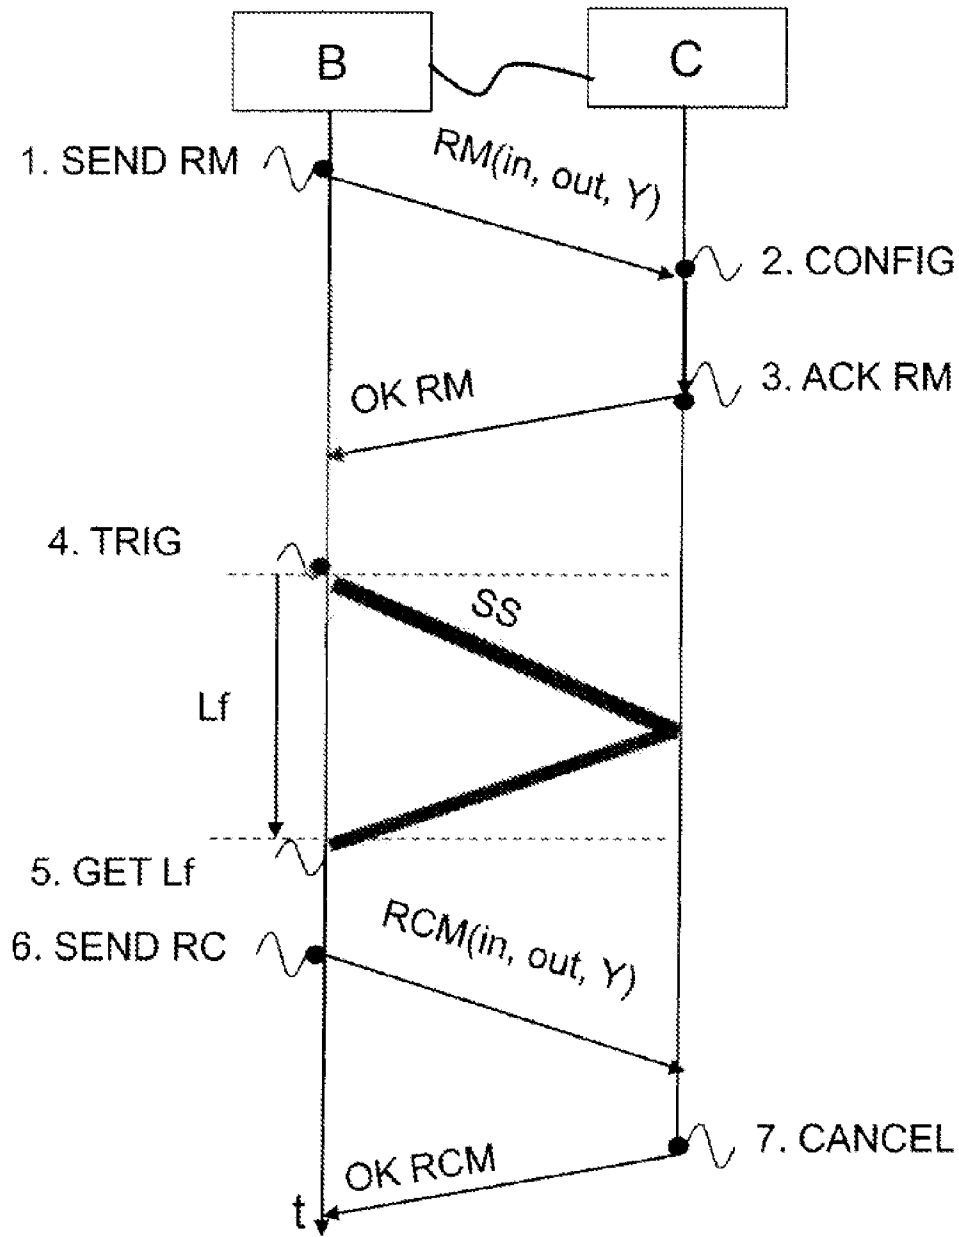 B
C
1. SEND RM
RM(in, out, Y)
2. CONFIG
3. ACK RM
OK RM
4. TRIG
SS
Lf
5. GET Lf
RCM(in, out, Y)
6. SEND RC
7. CANCEL
OK RCM
t